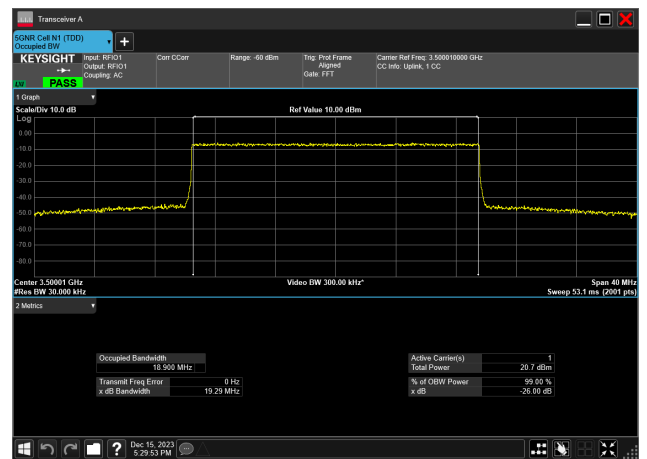 Transceiver A
5GNR Cell N1 (TDD)
Occupied BW
KEYSIGHT
PASS
Input: RFIO1
Output: RFIO1
Coupling: AC
Corr CCorr
Range: -60 dBm
Trig: Prot Frame
Aligned
Gate: FFT
Carrier Ref Freq: 3.500010000 GHz
CC Info: Uplink, 1 CC
1 Graph
Scale/Div 10.0 dB
Ref Value 10.00 dBm
Log
0.00
-10.0
-20.0
-30.0
-40.0
-50.0
-60.0
-70.0
-80.0
Center 3.50001 GHz
Video BW 300.00 kHz*
Span 40 MHz
#Res BW 30.000 kHz
Sweep 53.1 ms (2001 pts)
2 Metrics
Occupied Bandwidth
18.900 MHz
Active Carrier(s) 1
Total Power 20.7 dBm
Transmit Freq Error 0 Hz
x dB Bandwidth 19.29 MHz
% of OBW Power 99.00 %
x dB -26.00 dB
?
Dec 15, 2023
5:29:53 PM